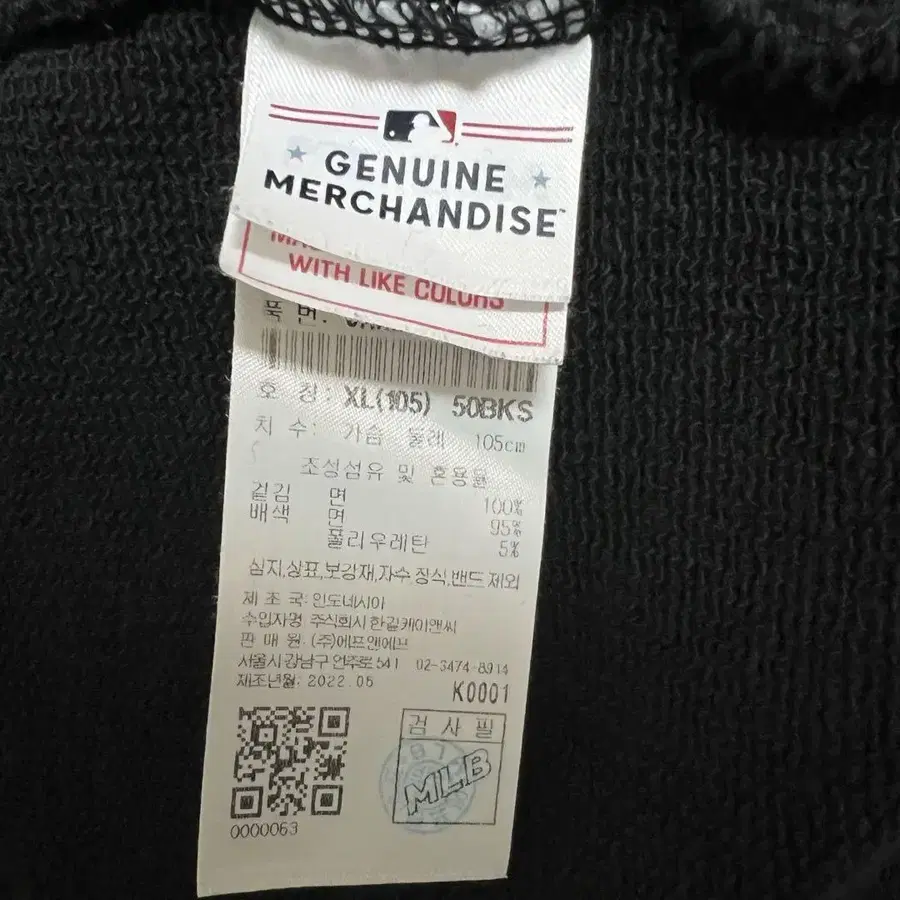 GENUINE
MERCHANDISE™
WITH LIKE COLORS
품 번:
호 칭: XL(105) 50BKS
치 수: 가슴 둘레 105cm
조성섬유 및 혼용율
겉감 면 100%
배색 면 95%
폴리우레탄 5%
심지,상표,보강재,자수 장식,밴드 제외
제 조 국: 인도네시아
수입자명: 주식회사 한길케이앤씨
판 매 원: (주)에프앤에프
서울시 강남구 언주로 541 02-3474-8914
제조년월: 2022.06
K0001
검 사 필
MLB
0000063